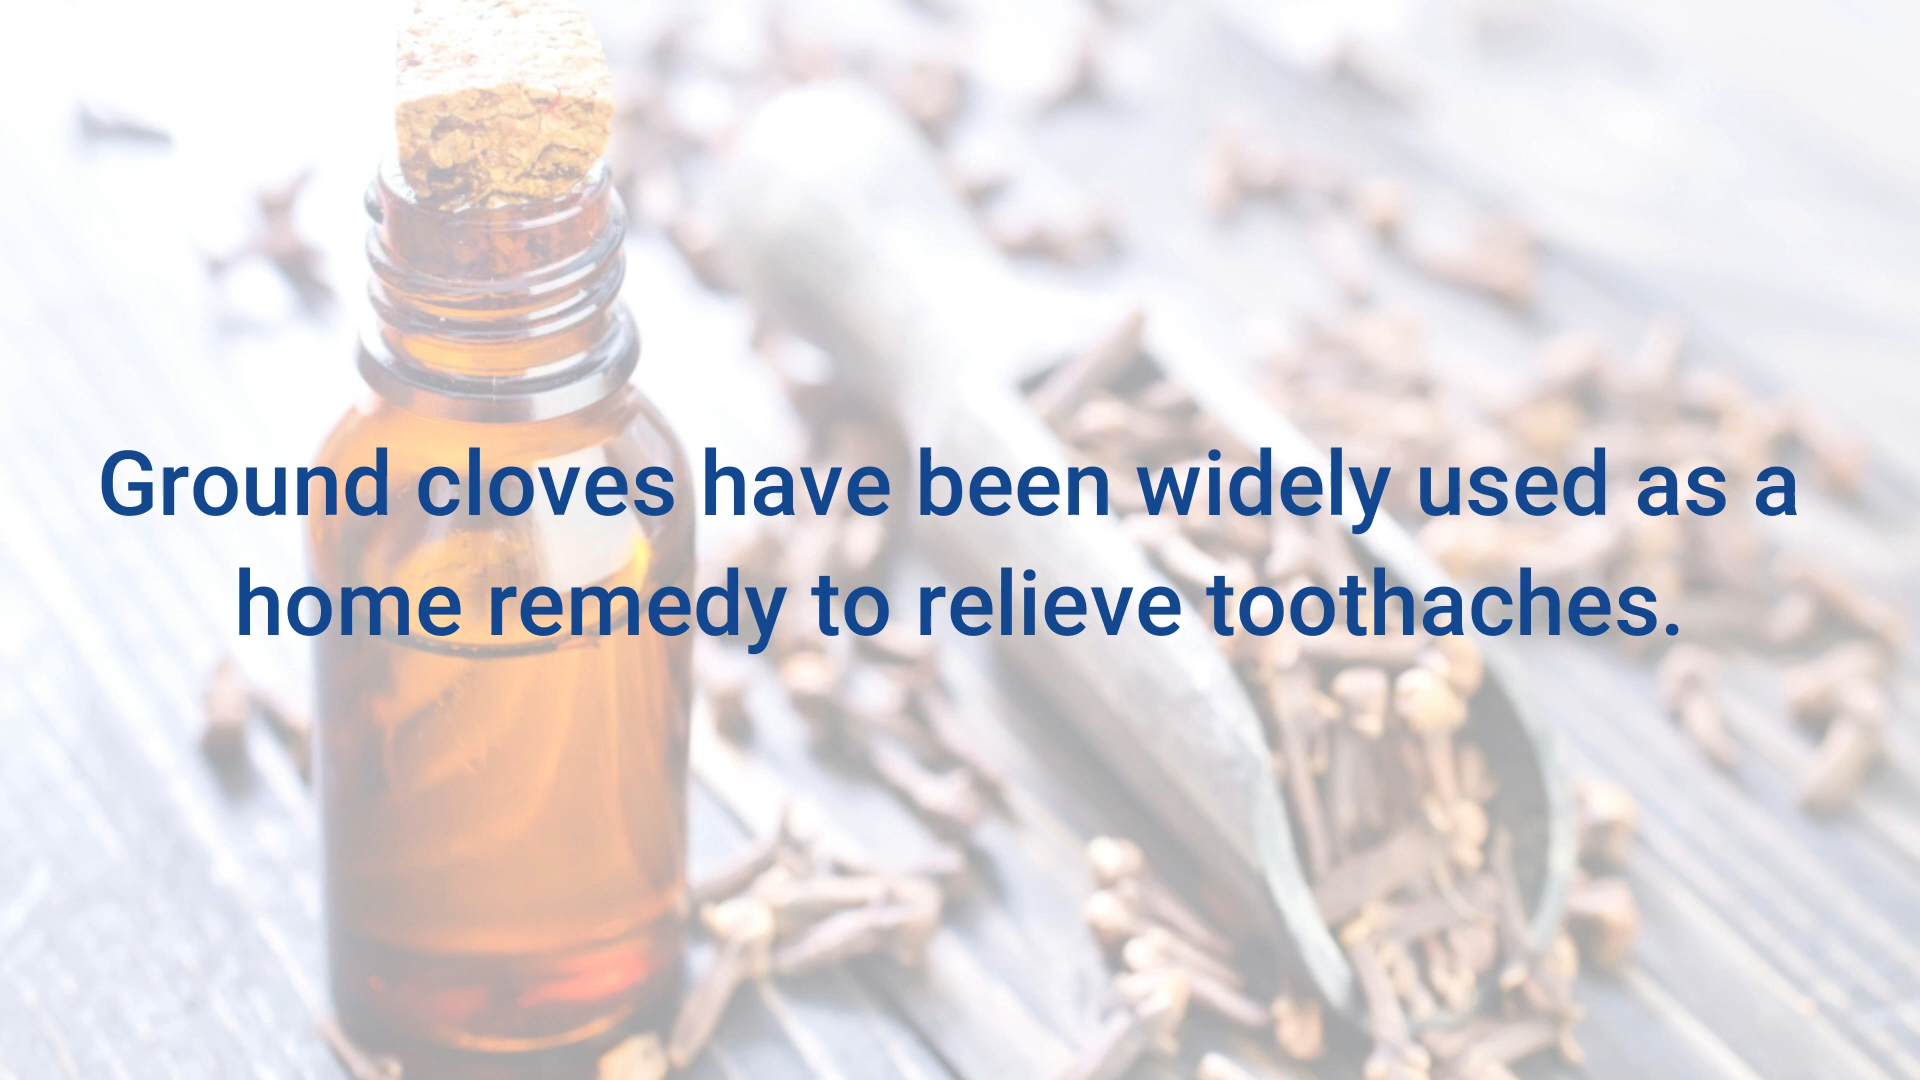 Ground cloves have been widely used as a
home remedy to relieve toothaches.